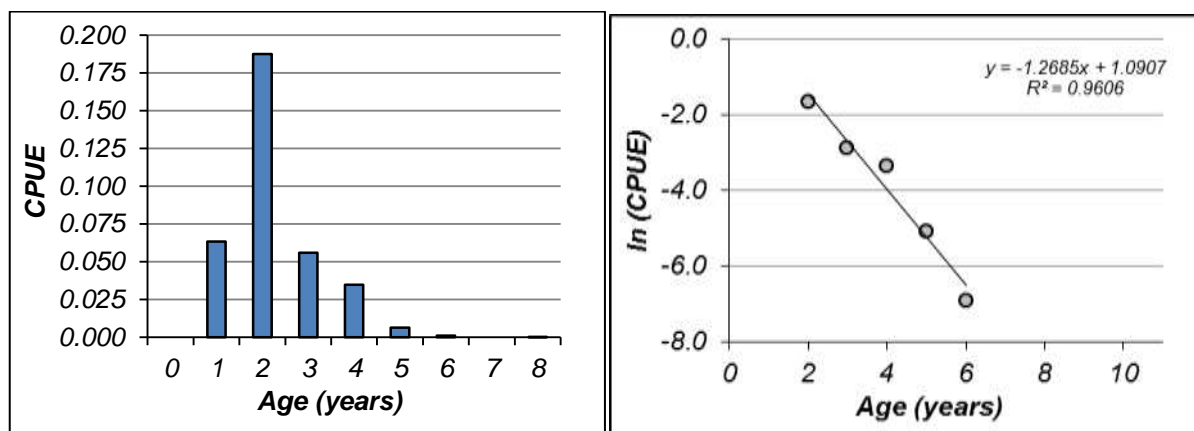 0.200
0.175
0.150
0.125
0.100
0.075
0.050
0.025
0.000
CPUE
0 1 2 3 4 5 6 7 8
Age (years)
0.0
-2.0
-4.0
-6.0
-8.0
ln (CPUE)
y = -1.2685x + 1.0907
R² = 0.9606
0 2 4 6 8 10
Age (years)